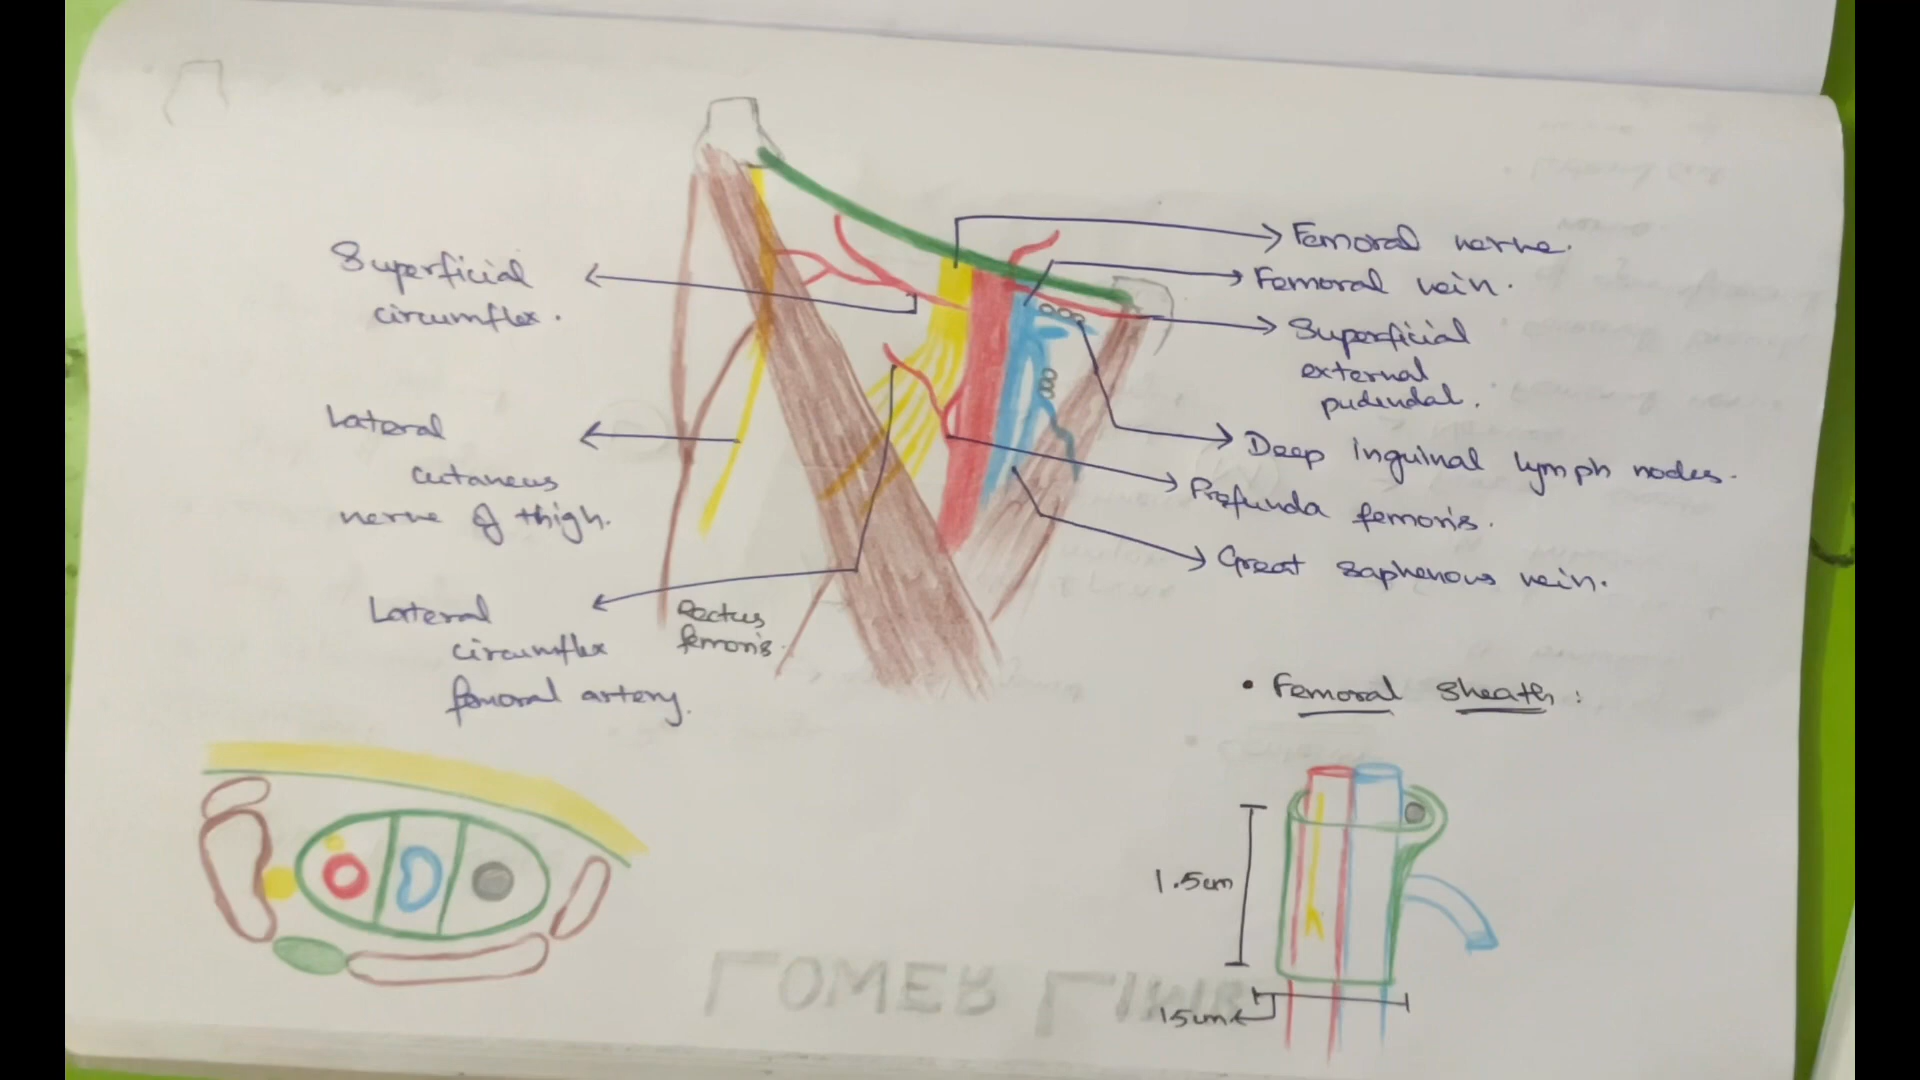 Superficial
circumflex.
Lateral
cutaneous
nerve of thigh.
Lateral
circumflex
femoral artery.
Rectus
femoris.
Femoral nerve.
Femoral vein.
Superficial
external
pudendal.
Deep inguinal lymph nodes.
Profunda femoris.
Great saphenous vein.
• Femoral sheath:
1.5cm
15cm
LOWER LIMB